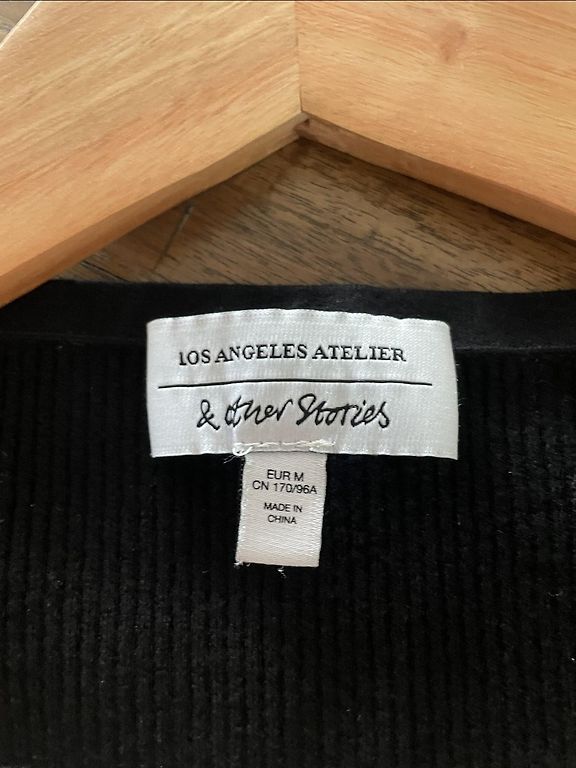 LOS ANGELES ATELIER
& Other Stories
EUR M
CN 170/96A
MADE IN
CHINA